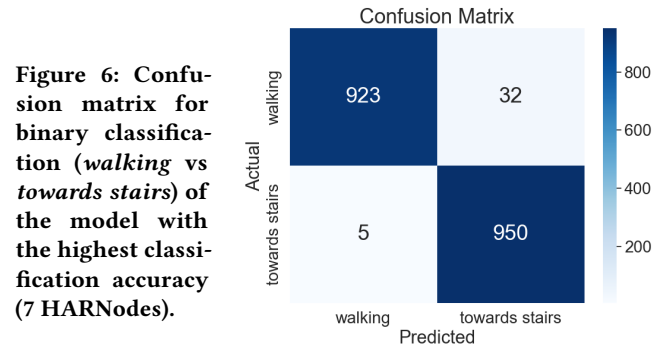 Figure 6: Confu-
sion matrix for
binary classifica-
tion (walking vs
towards stairs) of
the model with
the highest classi-
fication accuracy
(7 HARNodes).
Confusion Matrix
Actual
walking
923
32
towards stairs
5
950
walking
towards stairs
Predicted
800
600
400
200